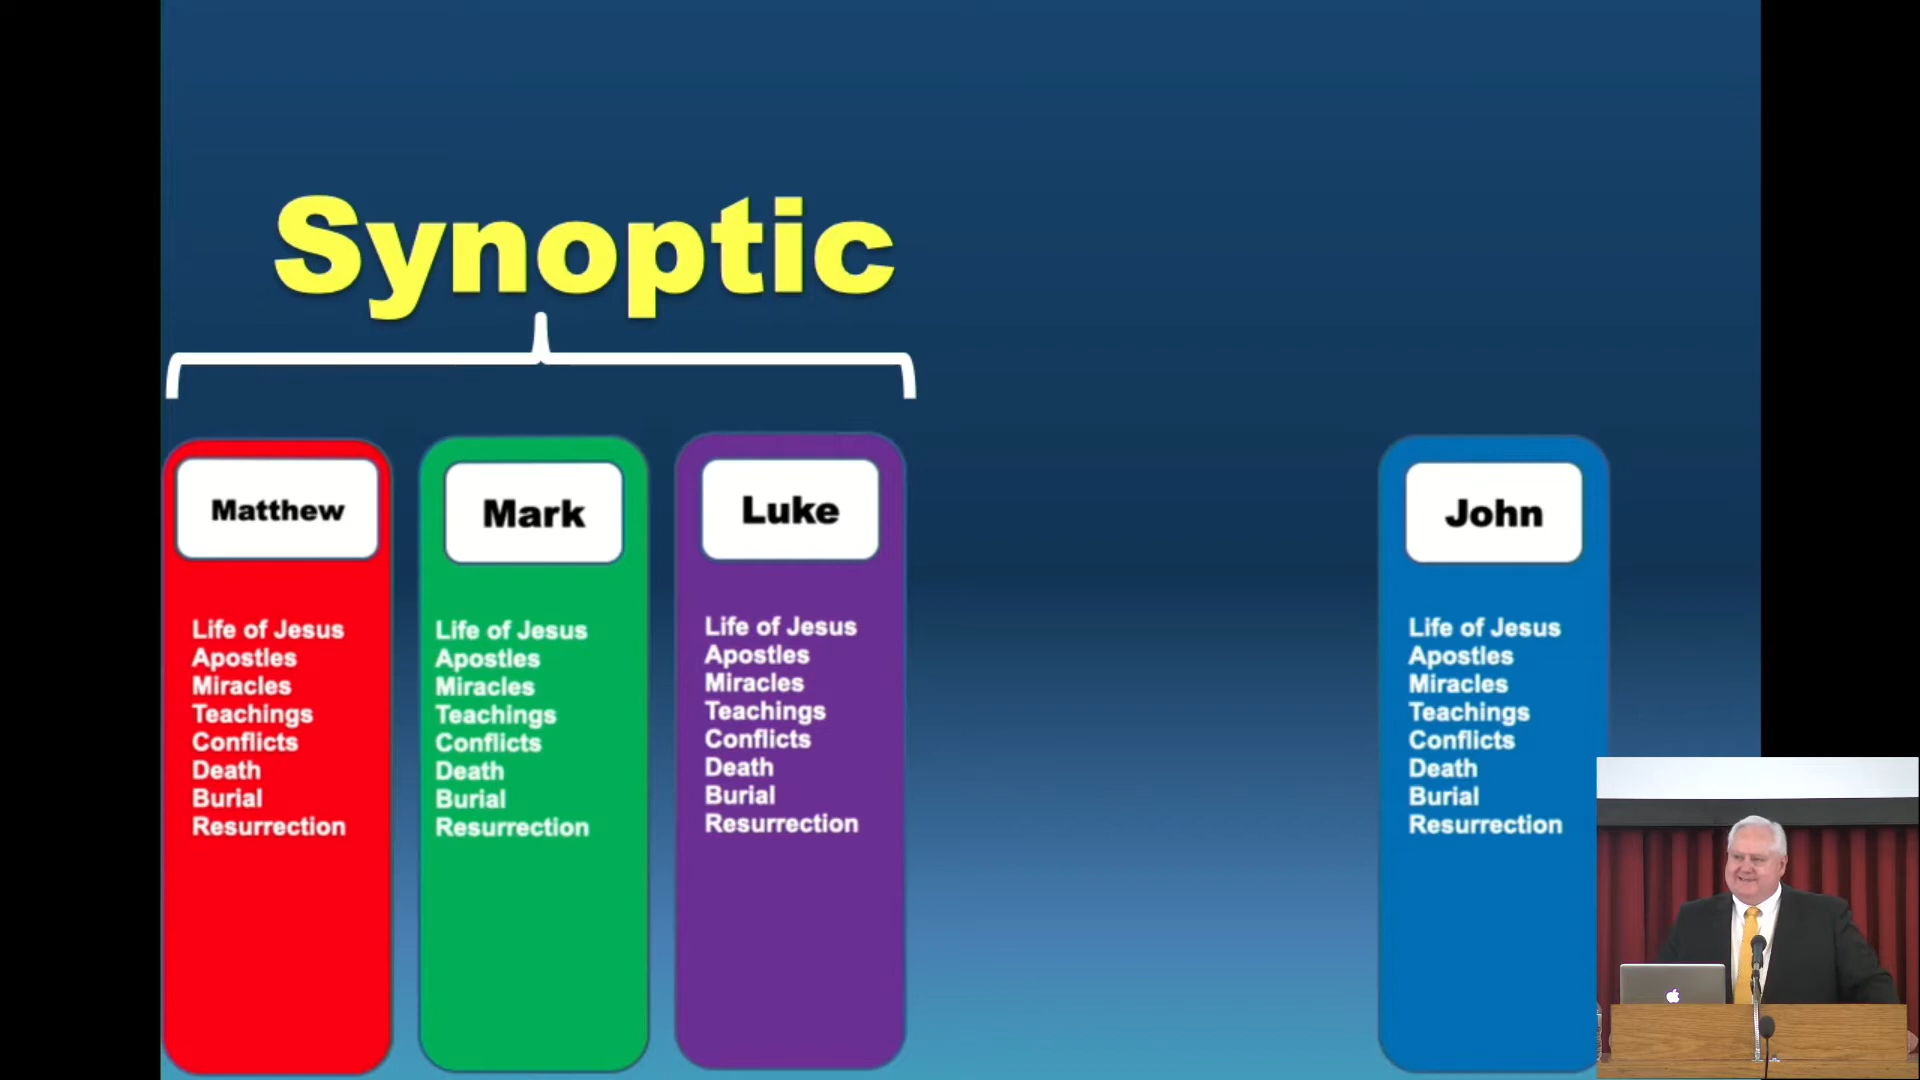 Synoptic
Matthew
Life of Jesus
Apostles
Miracles
Teachings
Conflicts
Death
Burial
Resurrection
Mark
Life of Jesus
Apostles
Miracles
Teachings
Conflicts
Death
Burial
Resurrection
Luke
Life of Jesus
Apostles
Miracles
Teachings
Conflicts
Death
Burial
Resurrection
John
Life of Jesus
Apostles
Miracles
Teachings
Conflicts
Death
Burial
Resurrection